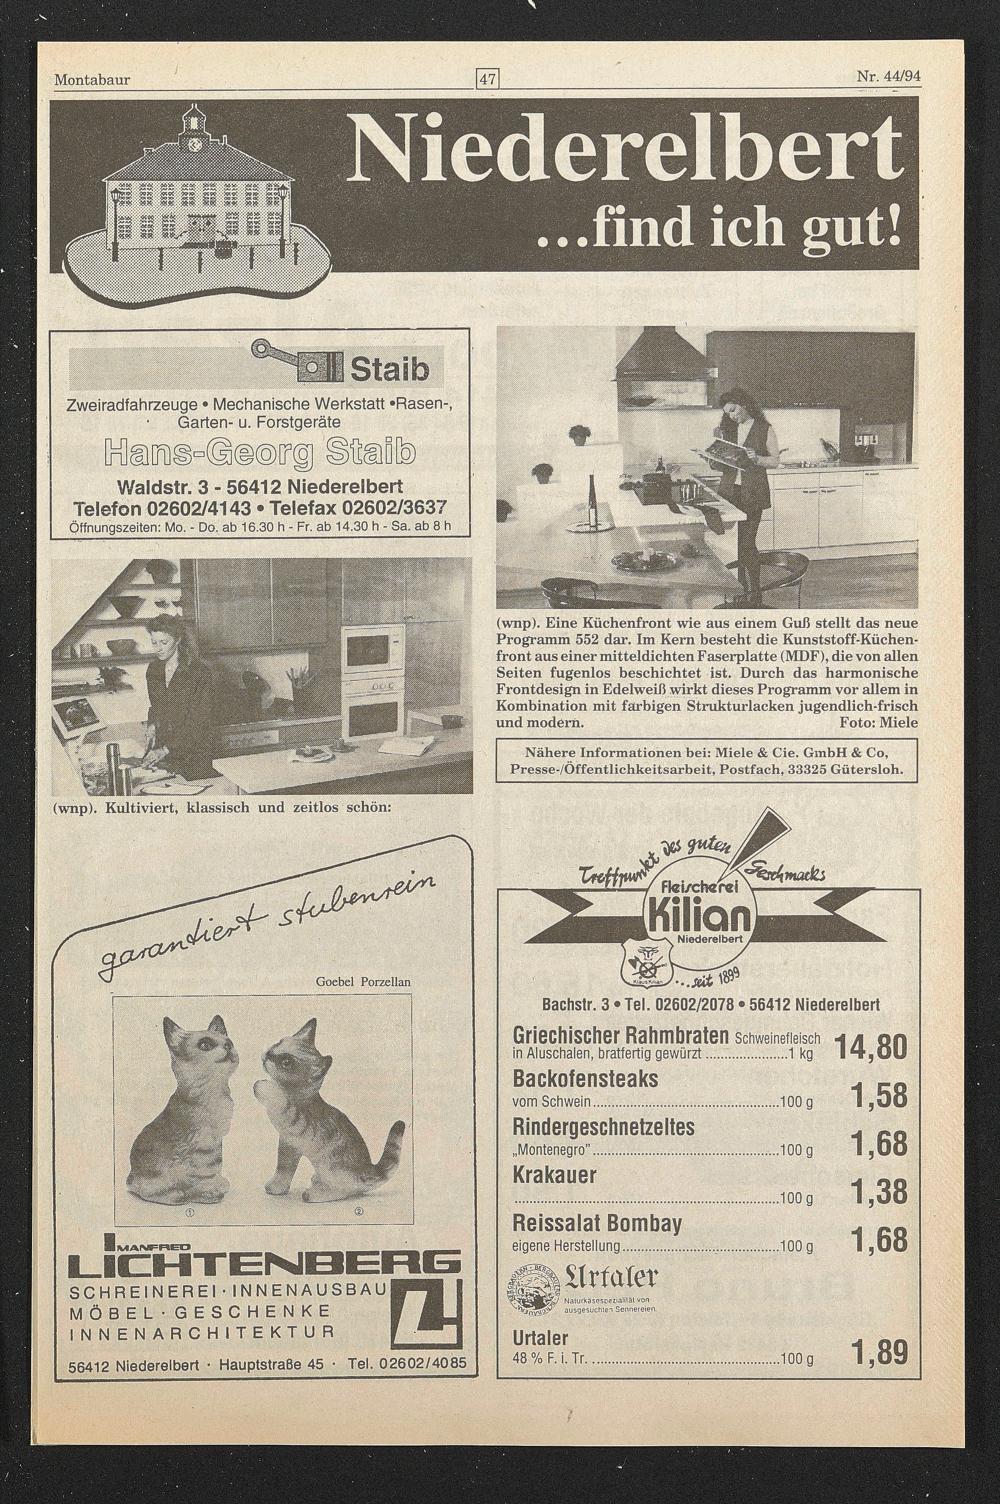 Montabaur
47
Nr. 44/94
Niederelbert
...find ich gut!
Staib
Zweiradfahrzeuge • Mechanische Werkstatt •Rasen-,
Garten- u. Forstgeräte
Hans-Georg Staib
Waldstr. 3 - 56412 Niederelbert
Telefon 02602/4143 • Telefax 02602/3637
Öffnungszeiten: Mo. - Do. ab 16.30 h - Fr. ab 14.30 h - Sa. ab 8 h
(wnp). Kultiviert, klassisch und zeitlos schön:
(wnp). Eine Küchenfront wie aus einem Guß stellt das neue
Programm 552 dar. Im Kern besteht die Kunststoff-Küchen-
front aus einer mitteldichten Faserplatte (MDF), die von allen
Seiten fugenlos beschichtet ist. Durch das harmonische
Frontdesign in Edelweiß wirkt dieses Programm vor allem in
Kombination mit farbigen Strukturlacken jugendlich-frisch
und modern. Foto: Miele
Nähere Informationen bei: Miele & Cie. GmbH & Co,
Presse-/Öffentlichkeitsarbeit, Postfach, 33325 Gütersloh.
garantiert stubenrein
Goebel Porzellan
① ②
MANFRED
LICHTENBERG
SCHREINEREI · INNENAUSBAU
MÖBEL · GESCHENKE
INNENARCHITEKTUR
56412 Niederelbert · Hauptstraße 45 · Tel. 02602/4085
Treffpunkt des guten Geschmacks
Fleischerei
Kilian
Niederelbert
Klaus Kilian
...seit 1899
Bachstr. 3 • Tel. 02602/2078 • 56412 Niederelbert
Griechischer Rahmbraten Schweinefleisch
in Aluschalen, bratfertig gewürzt ......................1 kg 14,80
Backofensteaks
vom Schwein.................................................100 g 1,58
Rindergeschnetzeltes
„Montenegro”.................................................100 g 1,68
Krakauer
.......................................................................100 g 1,38
Reissalat Bombay
eigene Herstellung..........................................100 g 1,68
Urtaler
Naturkäsespezialität von
ausgesuchten Sennereien.
Urtaler
48 % F. i. Tr. ...................................................100 g 1,89